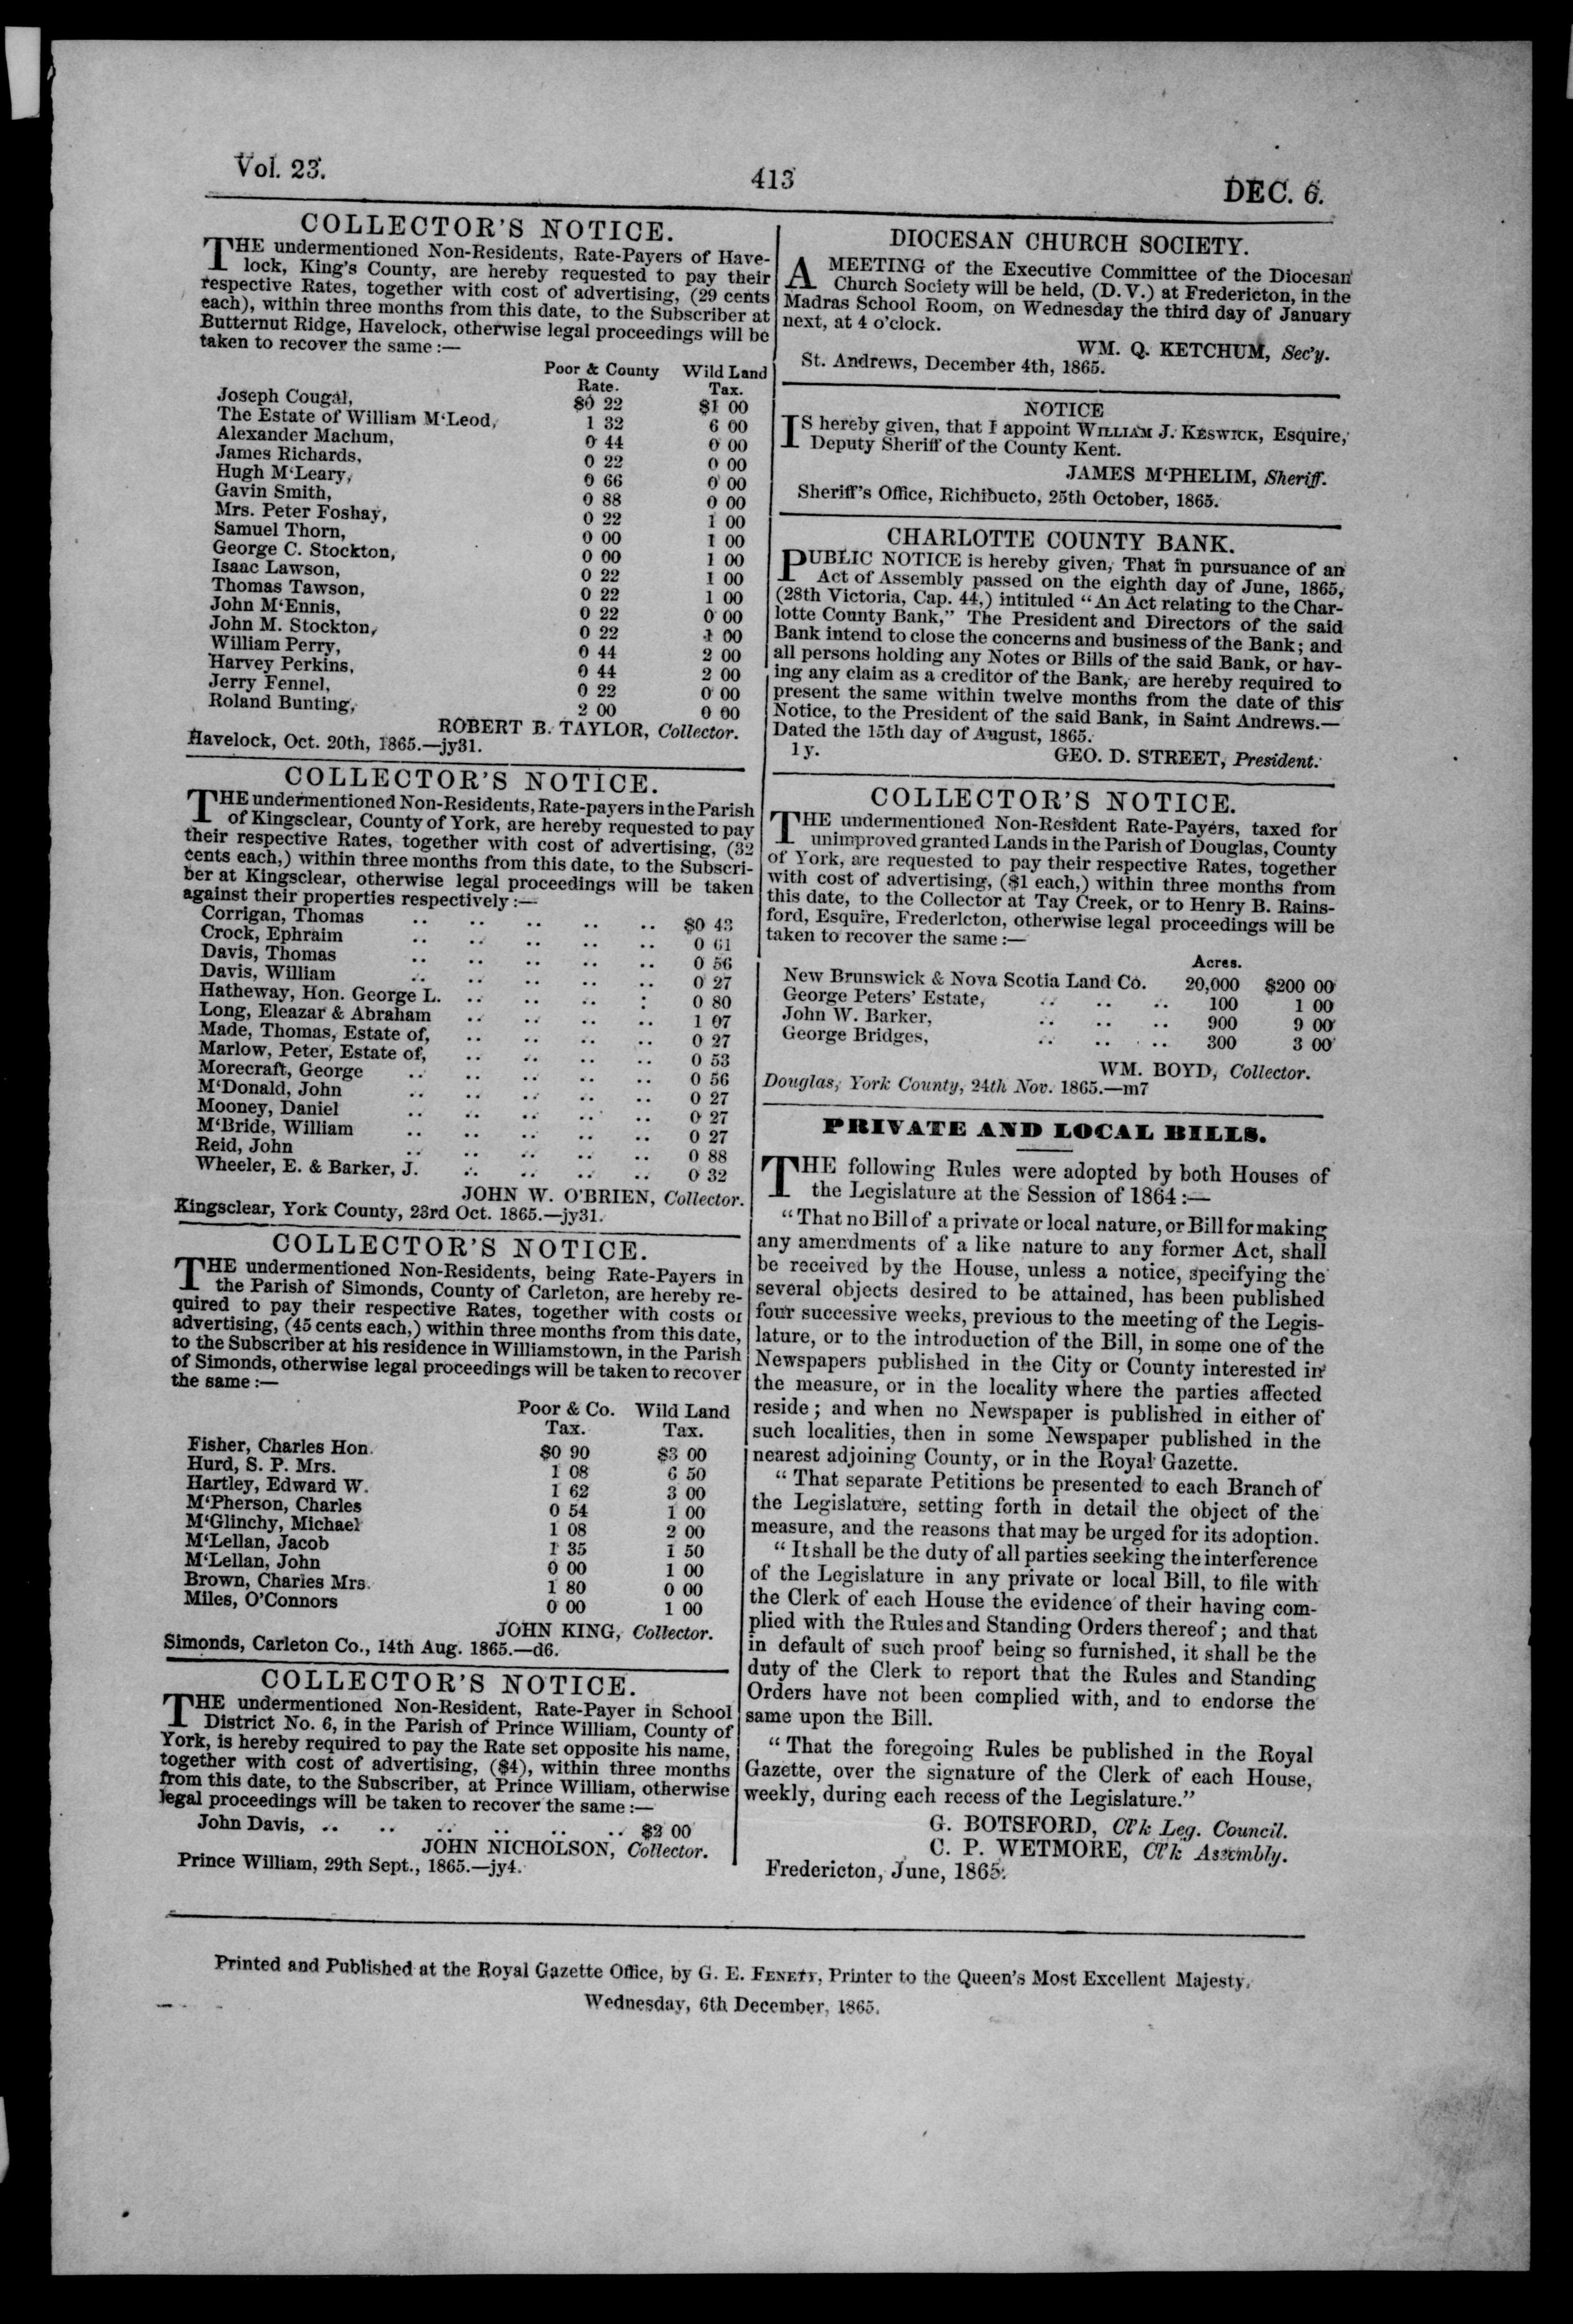 Vol. 23.
413
DEC. 6.
COLLECTOR'S NOTICE.
THE undermentioned Non-Residents, Rate-Payers of Have-
lock, King's County, are hereby requested to pay their
respective Rates, together with cost of advertising, (29 cents
each), within three months from this date, to the Subscriber at
Butternut Ridge, Havelock, otherwise legal proceedings will be
taken to recover the same :—
Poor & County Wild Land
Rate. Tax.
Joseph Cougal, $0 22 $1 00
The Estate of William M'Leod, 1 32 6 00
Alexander Machum, 0 44 0 00
James Richards, 0 22 0 00
Hugh M'Leary, 0 66 0 00
Gavin Smith, 0 88 0 00
Mrs. Peter Foshay, 0 22 1 00
Samuel Thorn, 0 00 1 00
George C. Stockton, 0 00 1 00
Isaac Lawson, 0 22 1 00
Thomas Tawson, 0 22 1 00
John M'Ennis, 0 22 0 00
John M. Stockton, 0 22 1 00
William Perry, 0 44 2 00
Harvey Perkins, 0 44 2 00
Jerry Fennel, 0 22 0 00
Roland Bunting, 2 00 0 00
ROBERT B. TAYLOR, Collector.
Havelock, Oct. 20th, 1865.—jy31.
COLLECTOR'S NOTICE.
THE undermentioned Non-Residents, Rate-payers in the Parish
of Kingsclear, County of York, are hereby requested to pay
their respective Rates, together with cost of advertising, (32
cents each,) within three months from this date, to the Subscri-
ber at Kingsclear, otherwise legal proceedings will be taken
against their properties respectively :—
Corrigan, Thomas .. .. .. .. .. $0 43
Crock, Ephraim .. .. .. .. .. 0 61
Davis, Thomas .. .. .. .. .. 0 56
Davis, William .. .. .. .. .. 0 27
Hatheway, Hon. George L. .. .. .. : 0 80
Long, Eleazar & Abraham .. .. .. .. 1 07
Made, Thomas, Estate of, .. .. .. .. 0 27
Marlow, Peter, Estate of, .. .. .. .. 0 53
Morecraft, George .. .. .. .. .. 0 56
M'Donald, John .. .. .. .. .. 0 27
Mooney, Daniel .. .. .. .. .. 0 27
M'Bride, William .. .. .. .. .. 0 27
Reid, John .. .. .. .. .. 0 88
Wheeler, E. & Barker, J. .. .. .. .. 0 32
JOHN W. O'BRIEN, Collector.
Kingsclear, York County, 23rd Oct. 1865.—jy31.
COLLECTOR'S NOTICE.
THE undermentioned Non-Residents, being Rate-Payers in
the Parish of Simonds, County of Carleton, are hereby re-
quired to pay their respective Rates, together with costs of
advertising, (45 cents each,) within three months from this date,
to the Subscriber at his residence in Williamstown, in the Parish
of Simonds, otherwise legal proceedings will be taken to recover
the same :—
Poor & Co. Wild Land
Tax. Tax.
Fisher, Charles Hon. $0 90 $3 00
Hurd, S. P. Mrs. 1 08 6 50
Hartley, Edward W. 1 62 3 00
M'Pherson, Charles 0 54 1 00
M'Glinchy, Michael 1 08 2 00
M'Lellan, Jacob 1 35 1 50
M'Lellan, John 0 00 1 00
Brown, Charles Mrs. 1 80 0 00
Miles, O'Connors 0 00 1 00
JOHN KING, Collector.
Simonds, Carleton Co., 14th Aug. 1865.—d6.
COLLECTOR'S NOTICE.
THE undermentioned Non-Resident, Rate-Payer in School
District No. 6, in the Parish of Prince William, County of
York, is hereby required to pay the Rate set opposite his name,
together with cost of advertising, ($4), within three months
from this date, to the Subscriber, at Prince William, otherwise
legal proceedings will be taken to recover the same :—
John Davis, .. .. .. .. .. .. $2 00
JOHN NICHOLSON, Collector.
Prince William, 29th Sept., 1865.—jy4.
DIOCESAN CHURCH SOCIETY.
A MEETING of the Executive Committee of the Diocesan
Church Society will be held, (D.V.) at Fredericton, in the
Madras School Room, on Wednesday the third day of January
next, at 4 o'clock.
WM. Q. KETCHUM, Sec'y.
St. Andrews, December 4th, 1865.
NOTICE
IS hereby given, that I appoint WILLIAM J. KESWICK, Esquire,
Deputy Sheriff of the County Kent.
JAMES M'PHELIM, Sheriff.
Sheriff's Office, Richibucto, 25th October, 1865.
CHARLOTTE COUNTY BANK.
PUBLIC NOTICE is hereby given, That in pursuance of an
Act of Assembly passed on the eighth day of June, 1865,
(28th Victoria, Cap. 44,) intituled "An Act relating to the Char-
lotte County Bank," The President and Directors of the said
Bank intend to close the concerns and business of the Bank; and
all persons holding any Notes or Bills of the said Bank, or hav-
ing any claim as a creditor of the Bank, are hereby required to
present the same within twelve months from the date of this
Notice, to the President of the said Bank, in Saint Andrews.—
Dated the 15th day of August, 1865.
1y. GEO. D. STREET, President.
COLLECTOR'S NOTICE.
THE undermentioned Non-Resident Rate-Payers, taxed for
unimproved granted Lands in the Parish of Douglas, County
of York, are requested to pay their respective Rates, together
with cost of advertising, ($1 each,) within three months from
this date, to the Collector at Tay Creek, or to Henry B. Rains-
ford, Esquire, Fredericton, otherwise legal proceedings will be
taken to recover the same :—
Acres.
New Brunswick & Nova Scotia Land Co. 20,000 $200 00
George Peters' Estate, .. .. .. 100 1 00
John W. Barker, .. .. .. 900 9 00
George Bridges, .. .. .. 300 3 00
WM. BOYD, Collector.
Douglas, York County, 24th Nov. 1865.—m7
PRIVATE AND LOCAL BILLS.
THE following Rules were adopted by both Houses of
the Legislature at the Session of 1864 :—
"That no Bill of a private or local nature, or Bill for making
any amendments of a like nature to any former Act, shall
be received by the House, unless a notice, specifying the
several objects desired to be attained, has been published
four successive weeks, previous to the meeting of the Legis-
lature, or to the introduction of the Bill, in some one of the
Newspapers published in the City or County interested in
the measure, or in the locality where the parties affected
reside; and when no Newspaper is published in either of
such localities, then in some Newspaper published in the
nearest adjoining County, or in the Royal Gazette.
"That separate Petitions be presented to each Branch of
the Legislature, setting forth in detail the object of the
measure, and the reasons that may be urged for its adoption.
"It shall be the duty of all parties seeking the interference
of the Legislature in any private or local Bill, to file with
the Clerk of each House the evidence of their having com-
plied with the Rules and Standing Orders thereof; and that
in default of such proof being so furnished, it shall be the
duty of the Clerk to report that the Rules and Standing
Orders have not been complied with, and to endorse the
same upon the Bill.
"That the foregoing Rules be published in the Royal
Gazette, over the signature of the Clerk of each House,
weekly, during each recess of the Legislature."
G. BOTSFORD, Cl'k Leg. Council.
C. P. WETMORE, Cl'k Assembly.
Fredericton, June, 1865.
Printed and Published at the Royal Gazette Office, by G. E. FENETY, Printer to the Queen's Most Excellent Majesty.
Wednesday, 6th December, 1865.